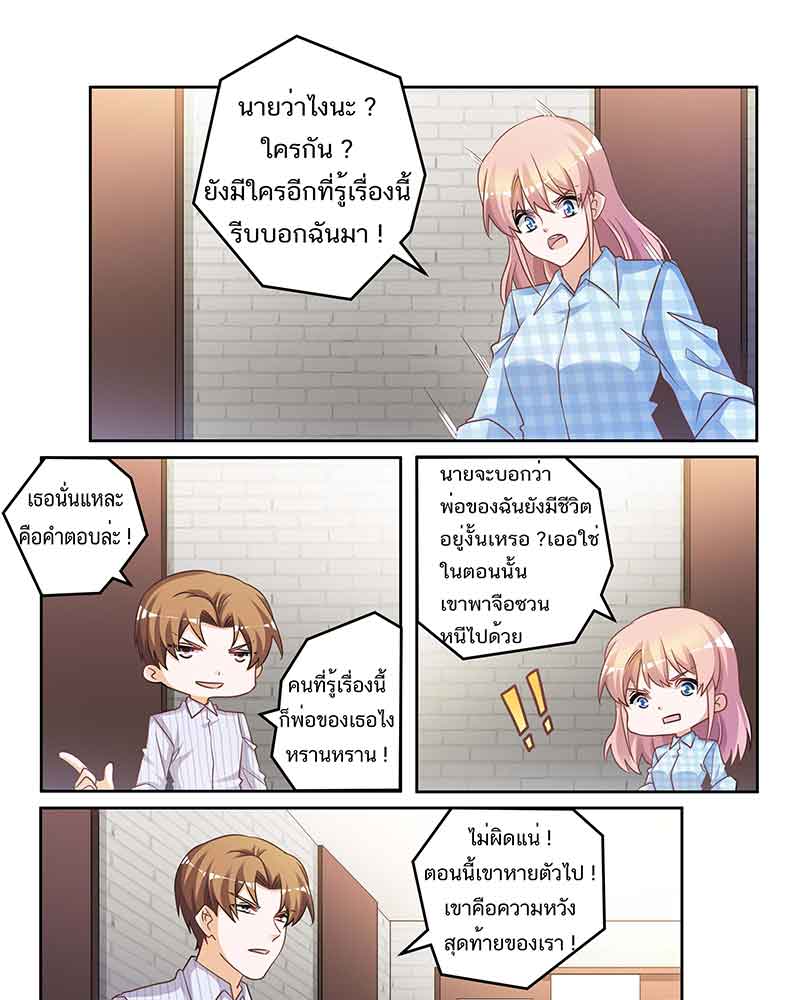 นายว่าไงนะ ?
ใครกัน ?
ยังมีใครอีกที่รู้เรื่องนี้
รีบบอกฉันมา !
เธอนั่นแหละ
คือคำตอบล่ะ !
คนที่รู้เรื่องนี้
ก็พ่อของเธอไง
หรานหราน !
นายจะบอกว่า
พ่อของฉันยังมีชีวิต
อยู่งั้นเหรอ ?เออใช่
ในตอนนั้น
เขาพาจือซวน
หนีไปด้วย
!!
ไม่ผิดแน่ !
ตอนนี้เขาหายตัวไป !
เขาคือความหวัง
สุดท้ายของเรา !